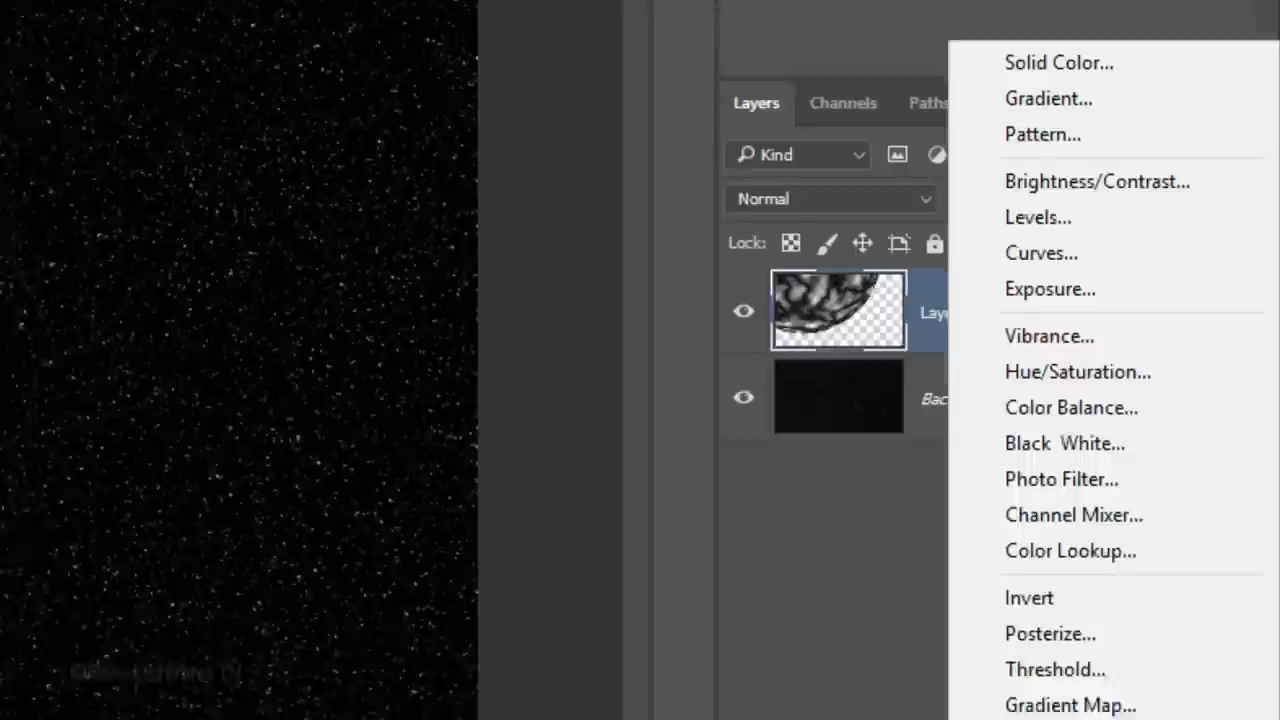 Solid Color...
Gradient...
Layers Channels Paths
Pattern...
Kind
Brightness/Contrast...
Normal
Levels...
Lock:
Curves...
Exposure...
Vibrance...
Hue/Saturation...
Color Balance...
Black  White...
Photo Filter...
Channel Mixer...
Color Lookup...
Invert
Posterize...
Threshold...
Gradient Map...